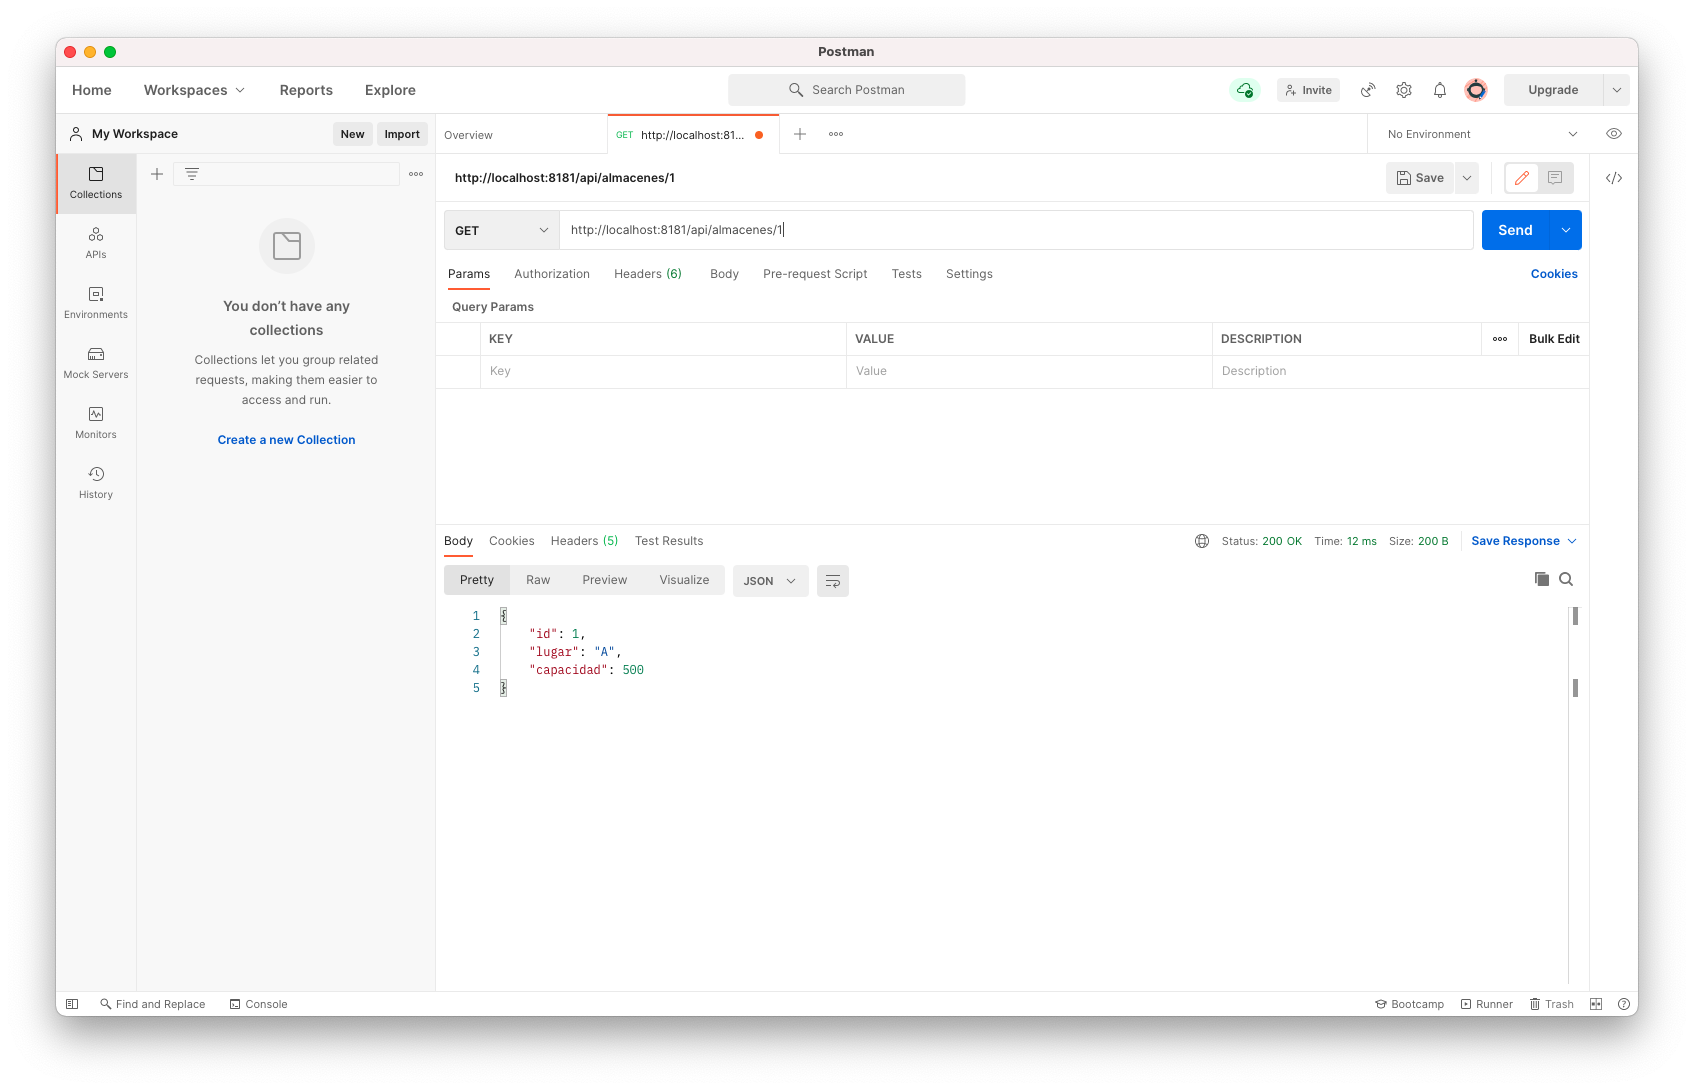 Postman
Home Workspaces Reports Explore Search Postman Invite Upgrade
My Workspace New Import Overview GET http://localhost:81... No Environment
Collections
APIs
Environments
Mock Servers
Monitors
History
You don’t have any
collections
Collections let you group related
requests, making them easier to
access and run.
Create a new Collection
http://localhost:8181/api/almacenes/1 Save
GET http://localhost:8181/api/almacenes/1 Send
Params Authorization Headers (6) Body Pre-request Script Tests Settings Cookies
Query Params
KEY VALUE DESCRIPTION Bulk Edit
Key Value Description
Body Cookies Headers (5) Test Results Status: 200 OK Time: 12 ms Size: 200 B Save Response
Pretty Raw Preview Visualize JSON
1 {
2 "id": 1,
3 "lugar": "A",
4 "capacidad": 500
5 }
Find and Replace Console Bootcamp Runner Trash